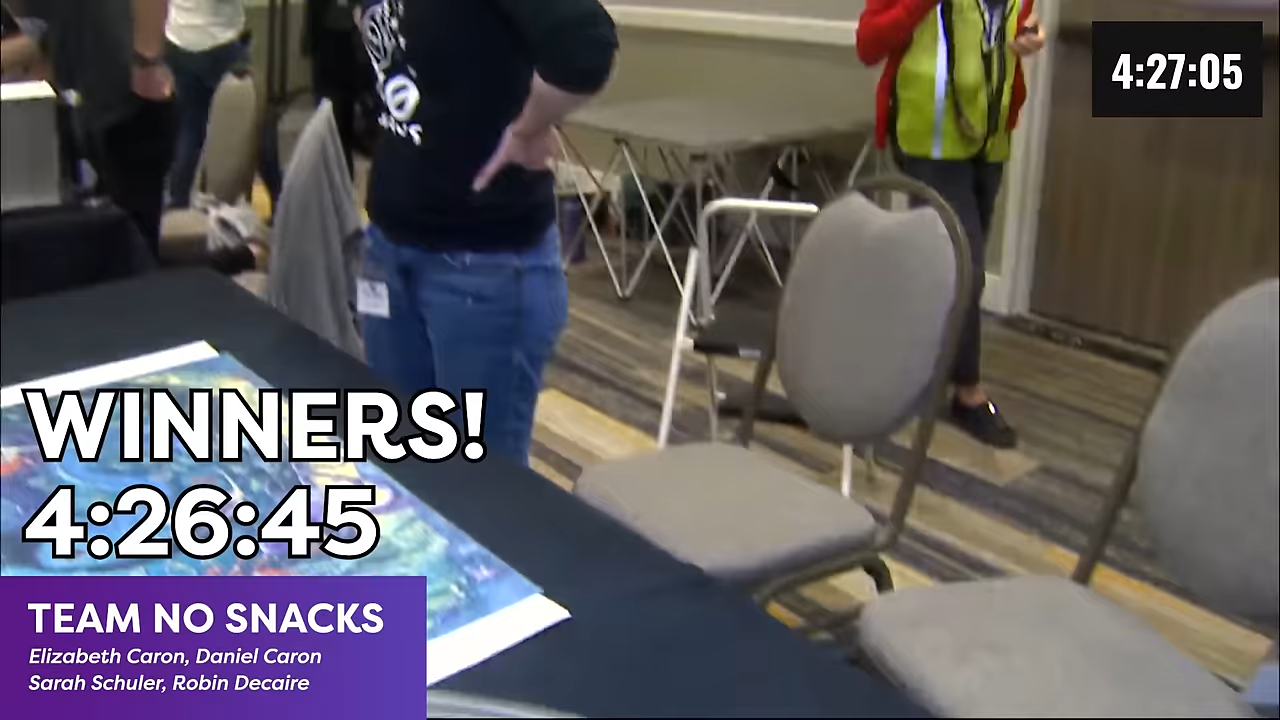 4:27:05
WINNERS!
4:26:45
TEAM NO SNACKS
Elizabeth Caron, Daniel Caron
Sarah Schuler, Robin Decaire